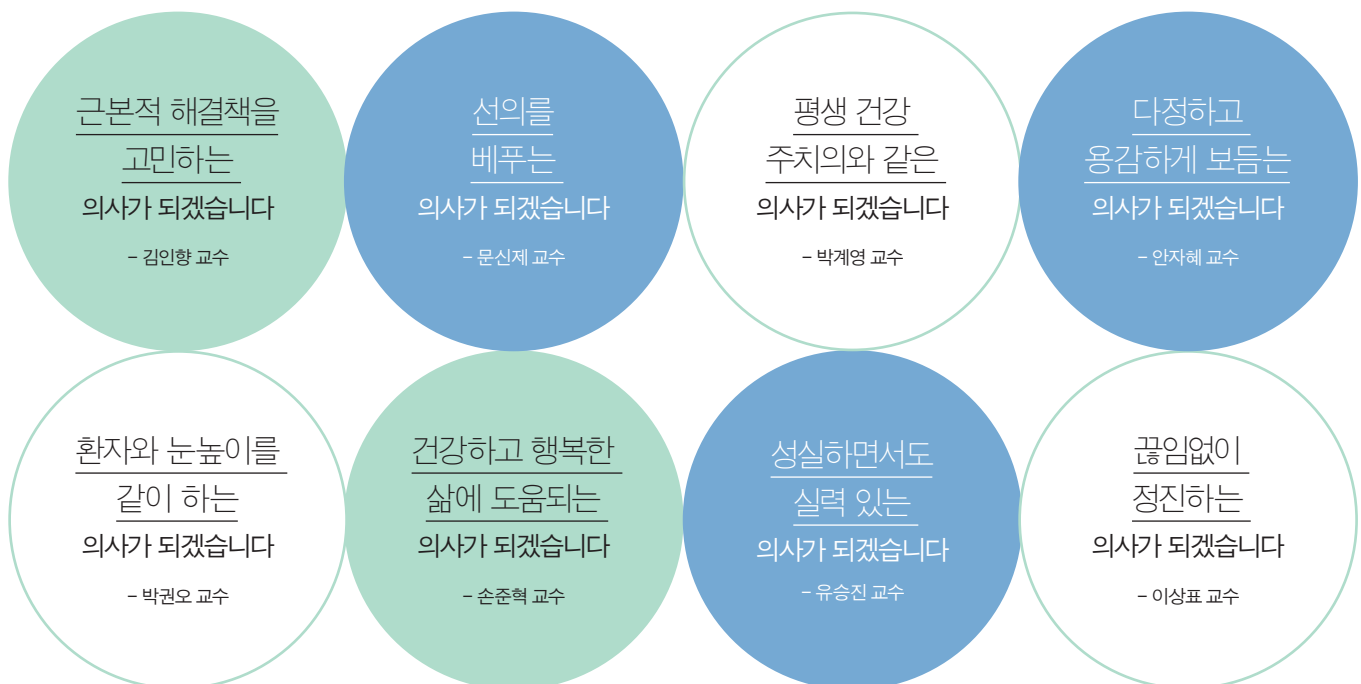 근본적 해결책을
고민하는
의사가 되겠습니다
– 김인향 교수
선의를
베푸는
의사가 되겠습니다
– 문신제 교수
평생 건강
주치의와 같은
의사가 되겠습니다
– 박계영 교수
다정하고
용감하게 보듬는
의사가 되겠습니다
– 안자혜 교수
환자와 눈높이를
같이 하는
의사가 되겠습니다
– 박권오 교수
건강하고 행복한
삶에 도움되는
의사가 되겠습니다
– 손준혁 교수
성실하면서도
실력 있는
의사가 되겠습니다
– 유승진 교수
끊임없이
정진하는
의사가 되겠습니다
– 이상표 교수